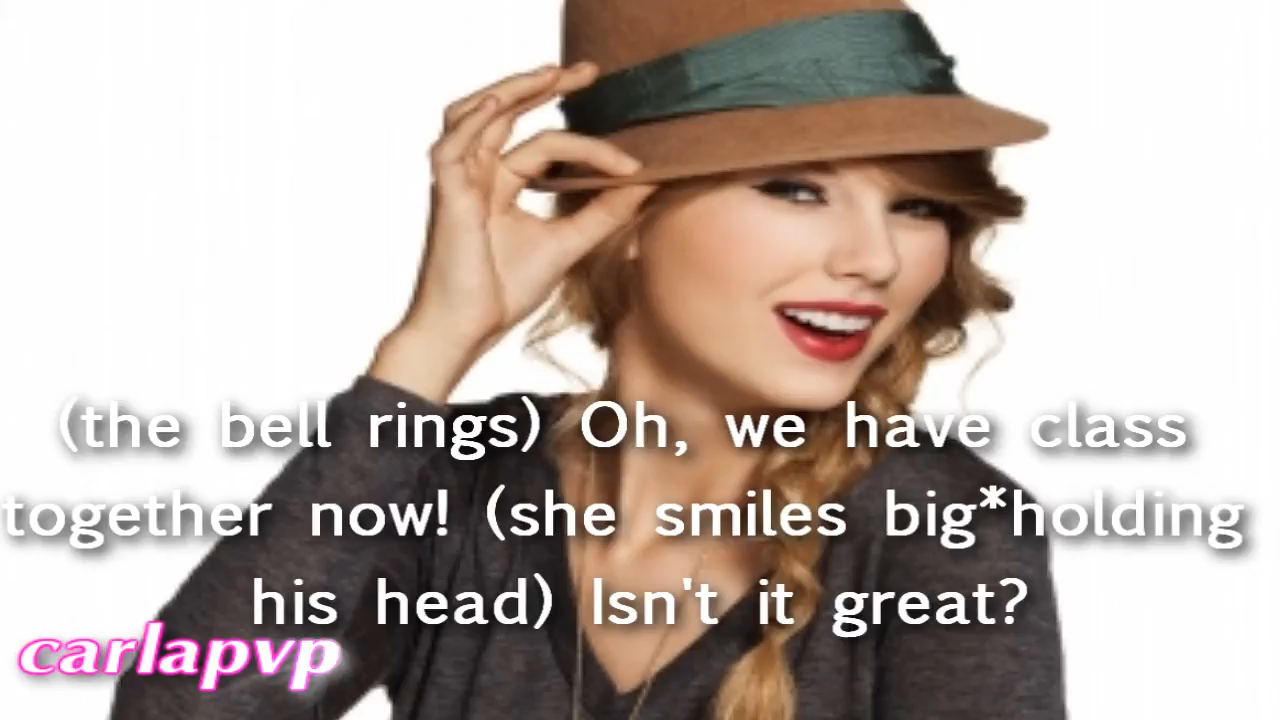 (the bell rings) Oh, we have class
together now! (she smiles big*holding
his head) Isn't it great?
carlapvp